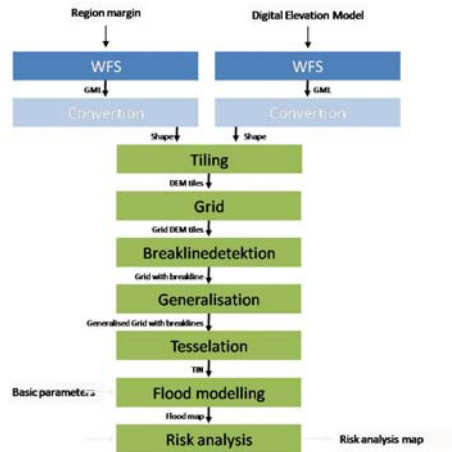 Region margin
Digital Elevation Model
WFS
WFS
GML
GML
Convertion
Convertion
Shape
Shape
Tiling
DEM tiles
Grid
Grid DEM tiles
Breaklinedetektion
Grid with breakline
Generalisation
Generalised Grid with breaklines
Tesselation
TIN
Basic parameters
Flood modelling
Flood map
Risk analysis
Risk analysis map